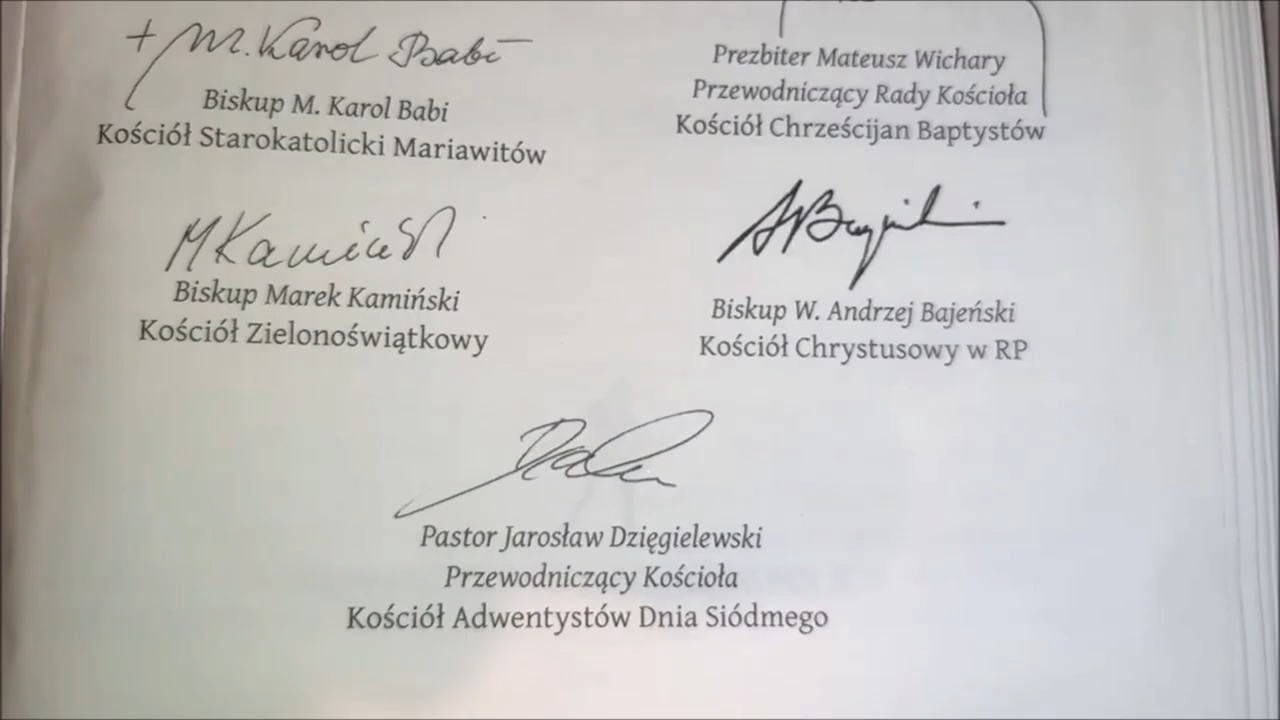 + M. Karol Babi
Biskup M. Karol Babi
Kościół Starokatolicki Mariawitów
Prezbiter Mateusz Wichary
Przewodniczący Rady Kościoła
Kościół Chrześcijan Baptystów
M Kamiński
Biskup Marek Kamiński
Kościół Zielonoświątkowy
Biskup W. Andrzej Bajeński
Kościół Chrystusowy w RP
Pastor Jarosław Dzięgielewski
Przewodniczący Kościoła
Kościół Adwentystów Dnia Siódmego